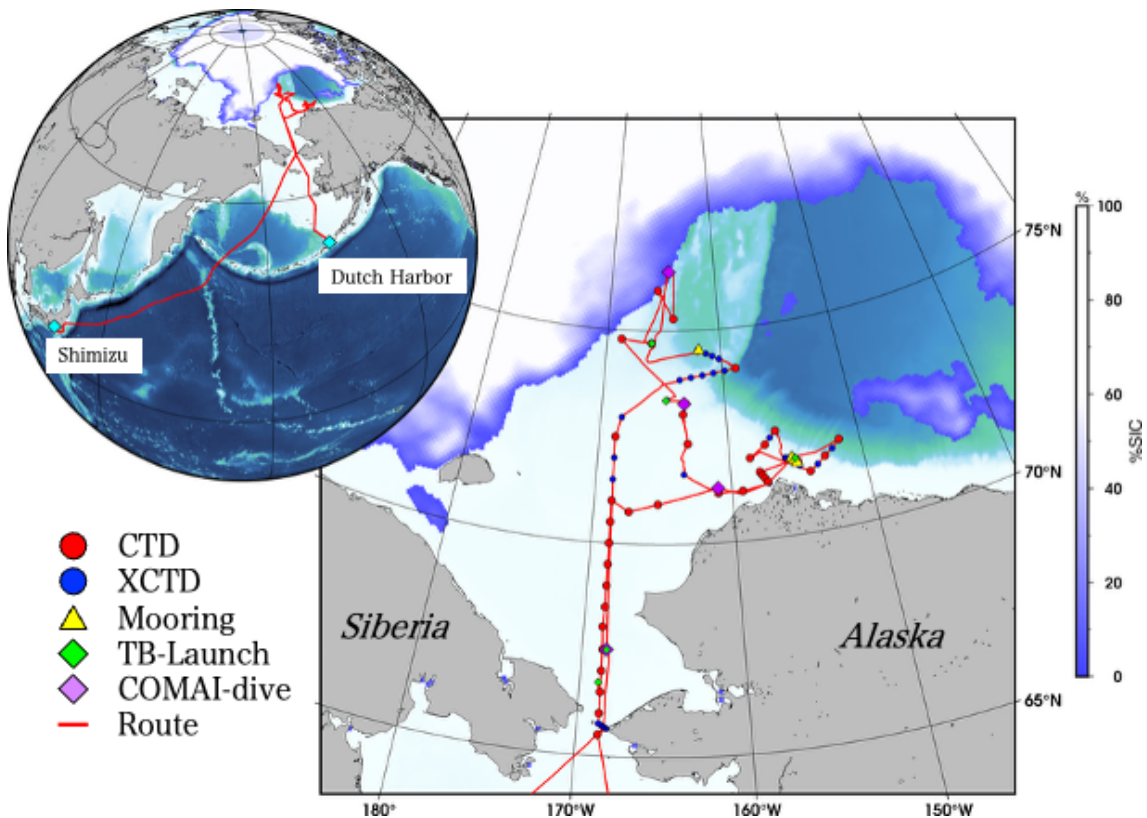 Dutch Harbor
Shimizu
CTD
XCTD
Mooring
TB-Launch
COMAI-dive
Route
Siberia
Alaska
75°N
70°N
65°N
180°
170°W
160°W
150°W
%
100
80
60
40
20
0
%SIC